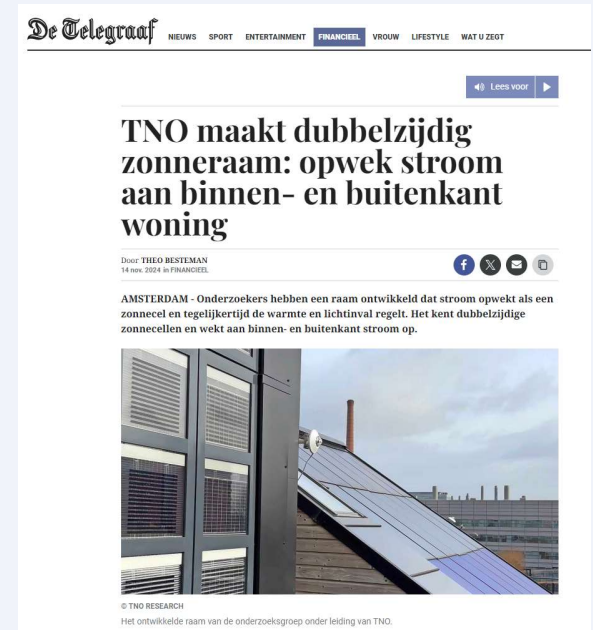 De Telegraaf
NIEUWS SPORT ENTERTAINMENT FINANCIEEL VROUW LIFESTYLE WAT U ZEGT
Lees voor
TNO maakt dubbelzijdig
zonneraam: opwek stroom
aan binnen- en buitenkant
woning
Door THEO BESTEMAN
14 nov. 2024 in FINANCIEEL
AMSTERDAM - Onderzoekers hebben een raam ontwikkeld dat stroom opwekt als een
zonnecel en tegelijkertijd de warmte en lichtinval regelt. Het kent dubbelzijdige
zonnecellen en wekt aan binnen- en buitenkant stroom op.
© TNO RESEARCH
Het ontwikkelde raam van de onderzoeksgroep onder leiding van TNO.